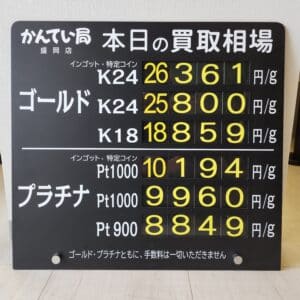 かんてい局 盛岡店 本日の買取相場
インゴット・特定コイン
K24 26361 円/g
ゴールド K24 25800 円/g
K18 18859 円/g
インゴット・特定コイン
Pt1000 10194 円/g
プラチナ Pt1000 9960 円/g
Pt900 8849 円/g
ゴールド・プラチナともに、手数料は一切いただきません